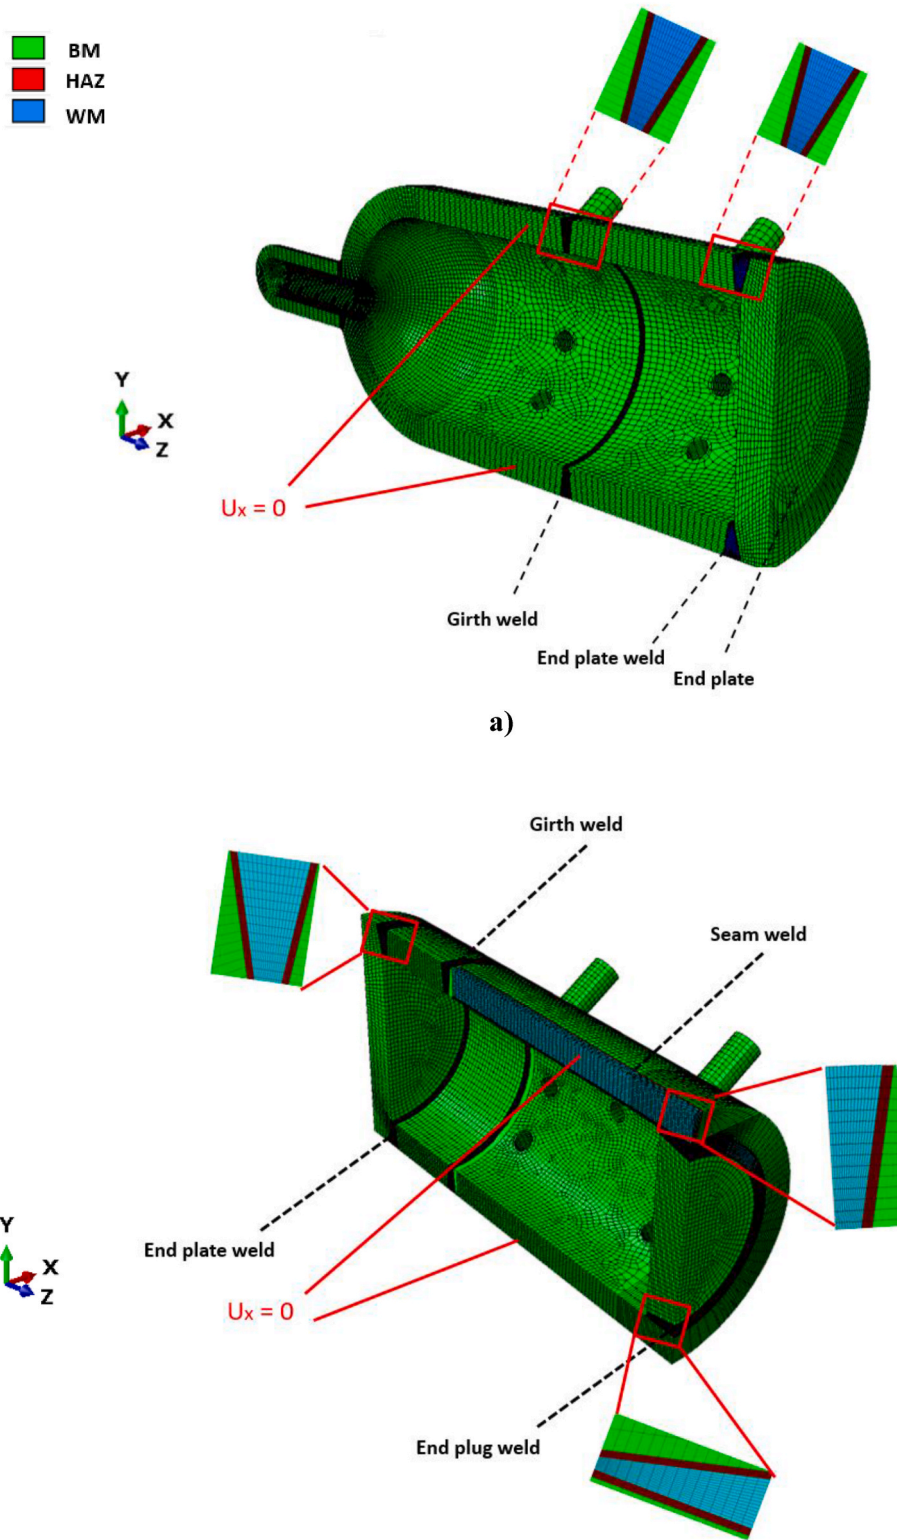 BM
HAZ
WM
Y
X
Z
Uₓ = 0
Girth weld
End plate weld
End plate
a)
Girth weld
Seam weld
End plate weld
Y
X
Z
Uₓ = 0
End plug weld